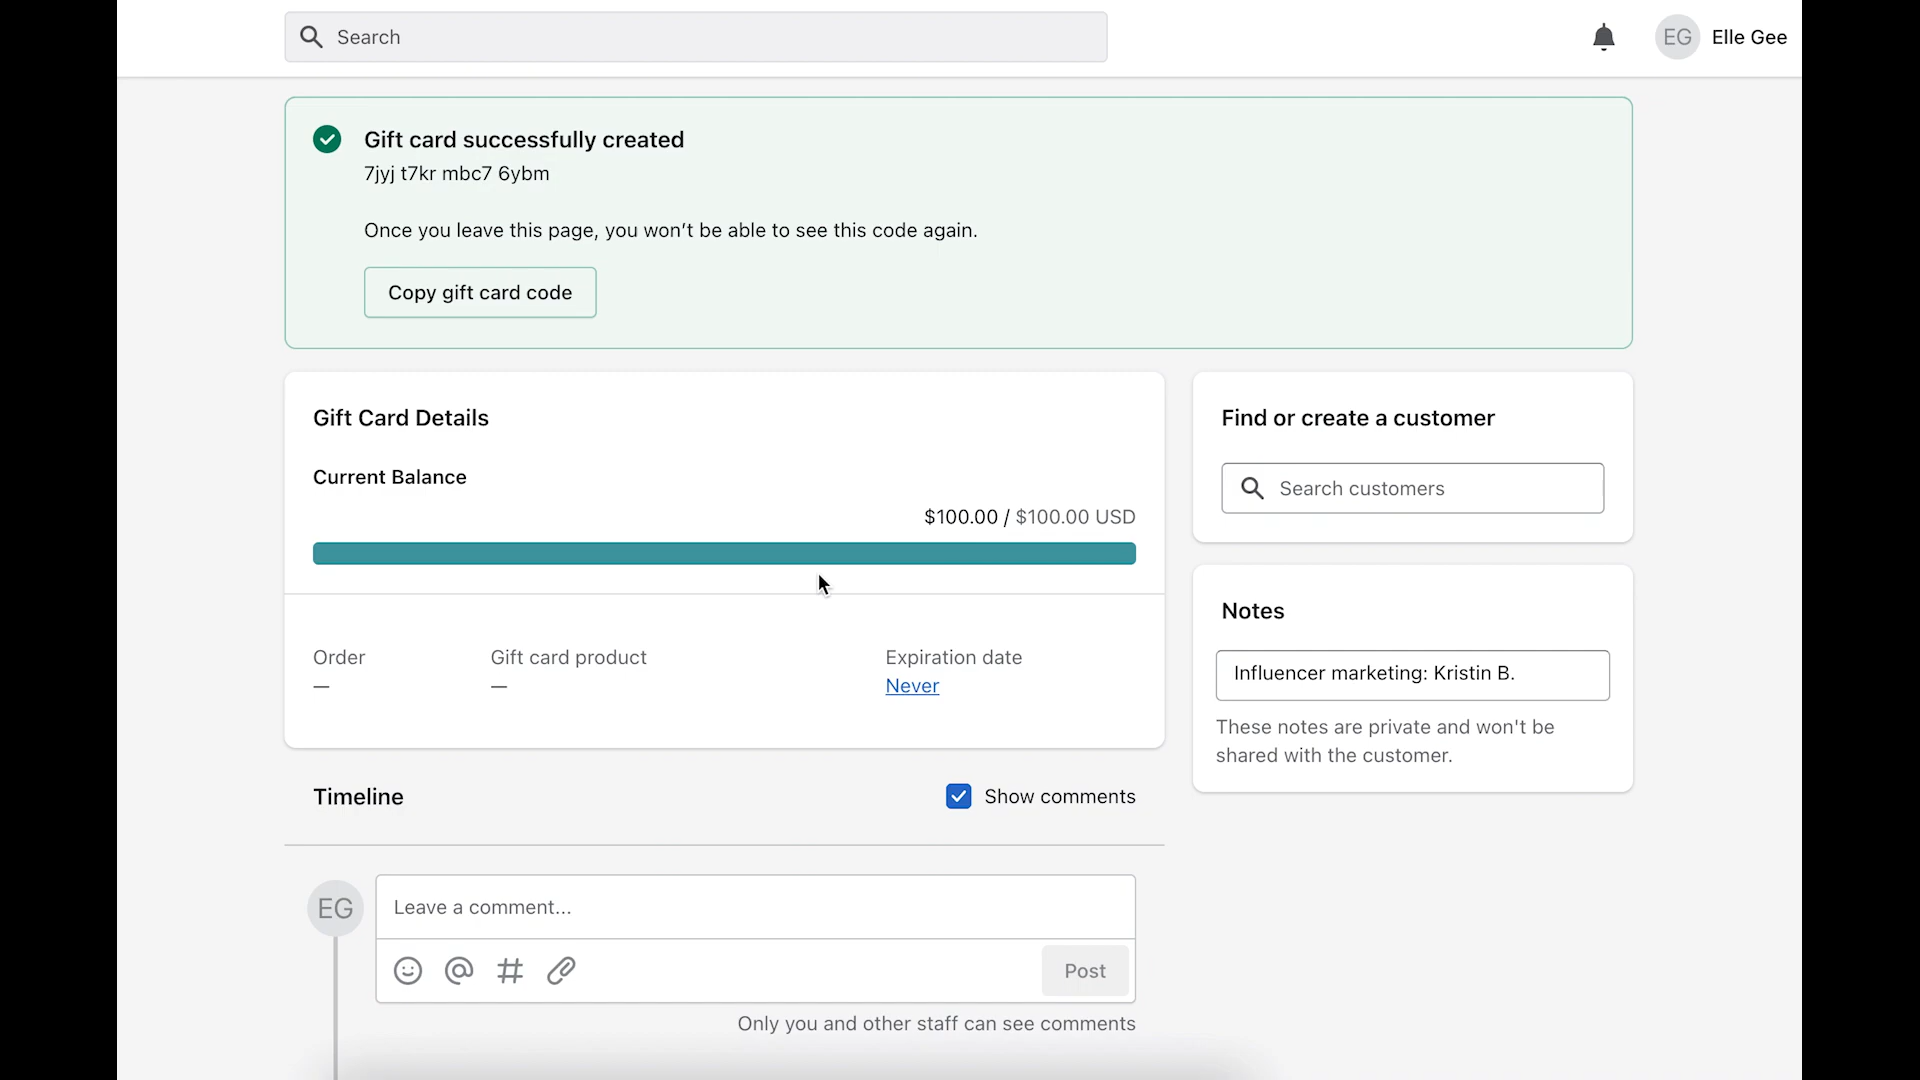 Search
EG
Elle Gee
Gift card successfully created
7jyj t7kr mbc7 6ybm
Once you leave this page, you won't be able to see this code again.
Copy gift card code
Gift Card Details
Current Balance
$100.00 / $100.00 USD
Order
—
Gift card product
—
Expiration date
Never
Find or create a customer
Search customers
Notes
Influencer marketing: Kristin B.
These notes are private and won't be
shared with the customer.
Timeline
Show comments
EG
Leave a comment...
Post
Only you and other staff can see comments